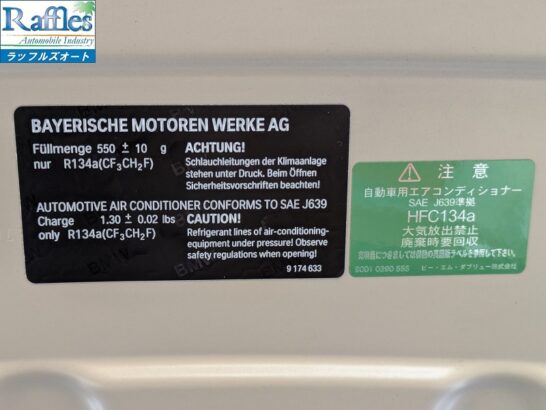 Raffles
Automobile Industry
ラッフルズオート
BAYERISCHE MOTOREN WERKE AG
Füllmenge 550 ± 10 g
nur R134a(CF₃CH₂F)
ACHTUNG!
Schlauchleitungen der Klimaanlage
stehen unter Druck. Beim Öffnen
Sicherheitsvorschriften beachten!
AUTOMOTIVE AIR CONDITIONER CONFORMS TO SAE J639
Charge 1.30 ± 0.02 lbs
only R134a(CF₃CH₂F)
CAUTION!
Refrigerant lines of air-conditioning-
equipment under pressure! Observe
safety regulations when opening!
9 174 633
注意
自動車用エアコンディショナー
SAE J639準拠
HFC134a
大気放出禁止
廃棄時要回収
ビー・エム・ダブリュー株式会社